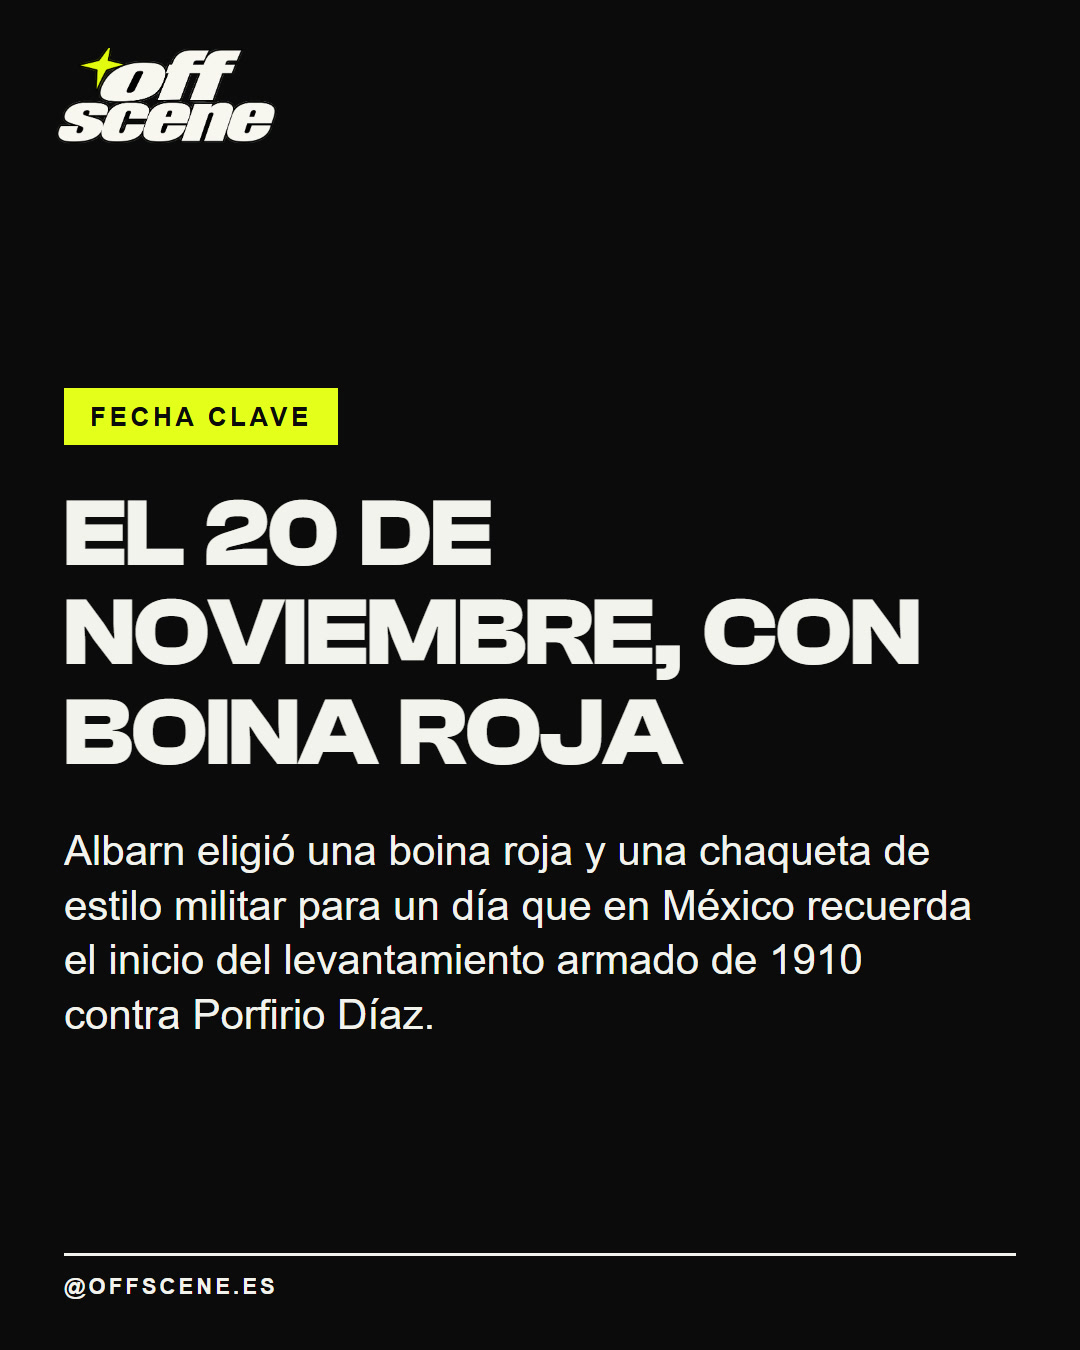 off
scene
FECHA CLAVE
EL 20 DE
NOVIEMBRE, CON
BOINA ROJA
Albarn eligió una boina roja y una chaqueta de
estilo militar para un día que en México recuerda
el inicio del levantamiento armado de 1910
contra Porfirio Díaz.
@OFFSCENE.ES